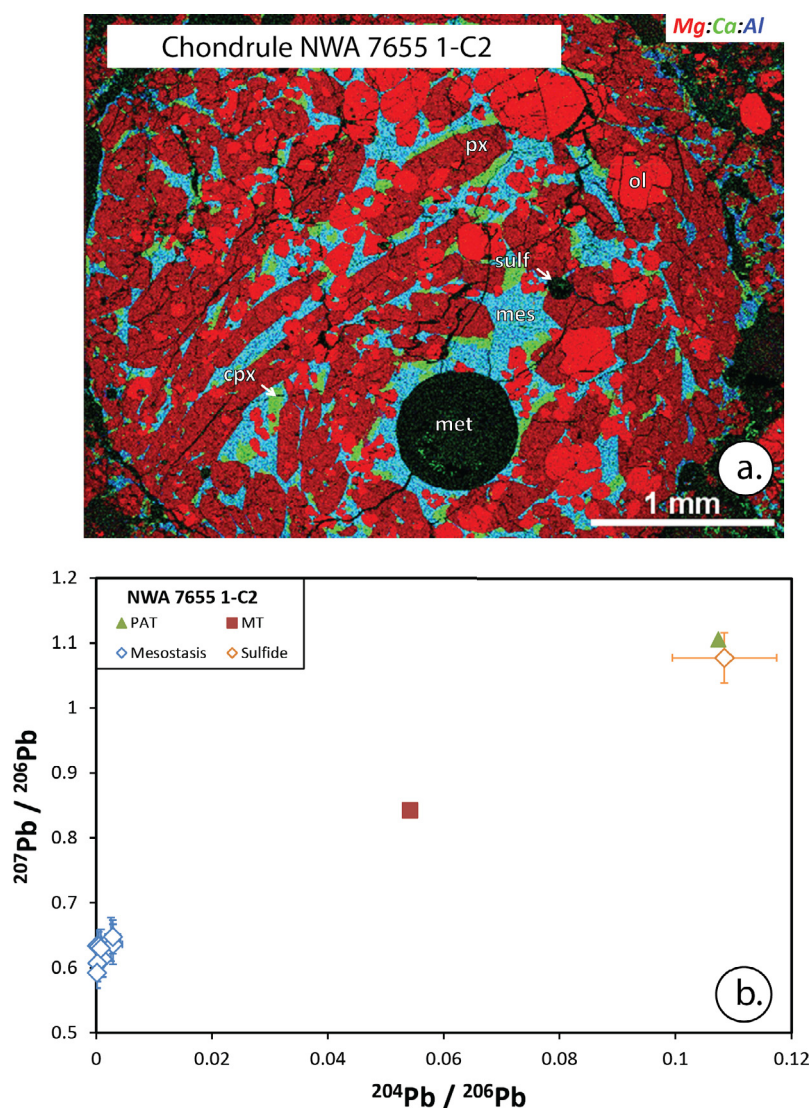 Chondrule NWA 7655 1-C2
Mg:Ca:Al
px
ol
sulf
mes
cpx
met
a.
1 mm
1.2
1.1
1
0.9
0.8
0.7
0.6
0.5
NWA 7655 1-C2
PAT
MT
Mesostasis
Sulfide
²⁰⁷Pb / ²⁰⁶Pb
b.
0
0.02
0.04
0.06
0.08
0.1
0.12
²⁰⁴Pb / ²⁰⁶Pb